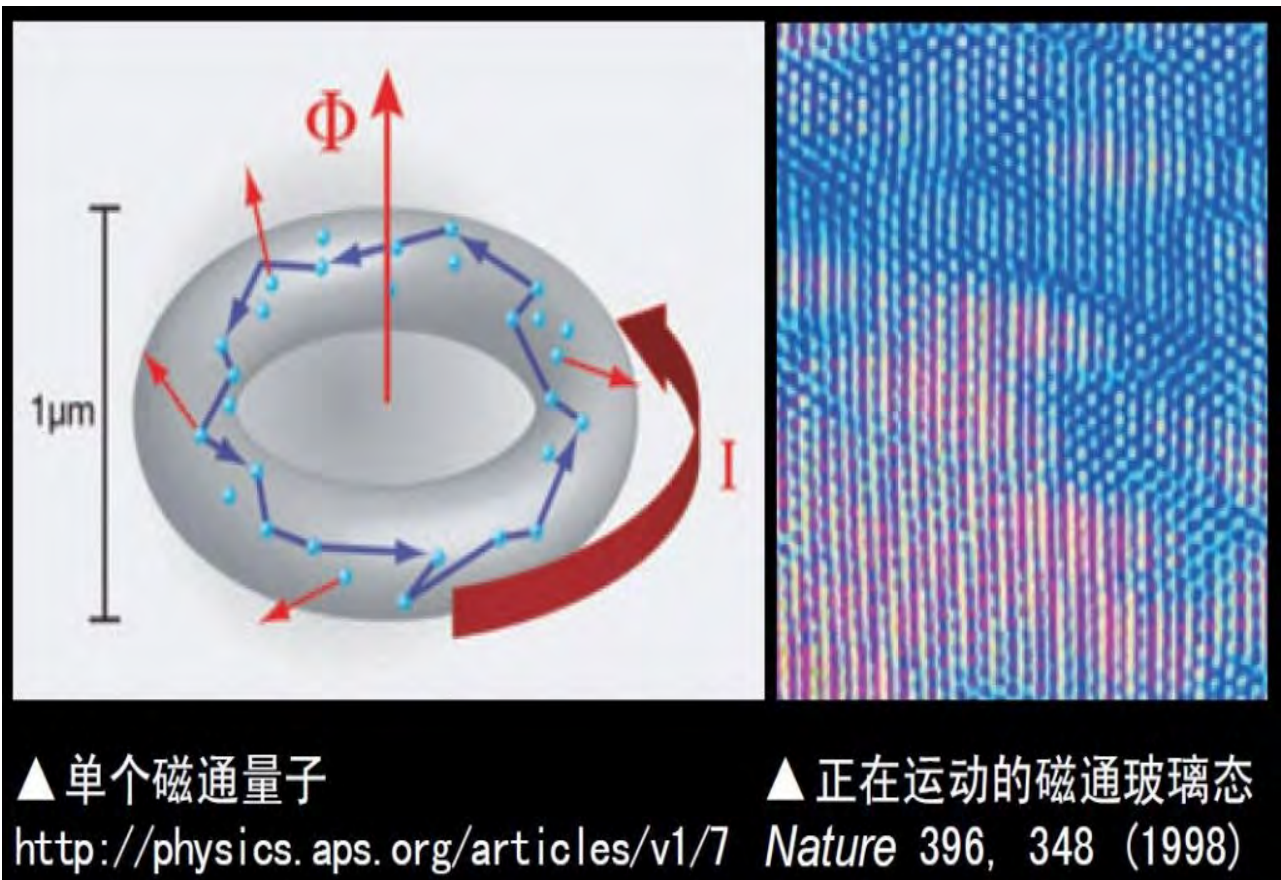 Φ
1μm
I
▲单个磁通量子
http://physics.aps.org/articles/v1/7
▲正在运动的磁通玻璃态
Nature 396, 348 (1998)